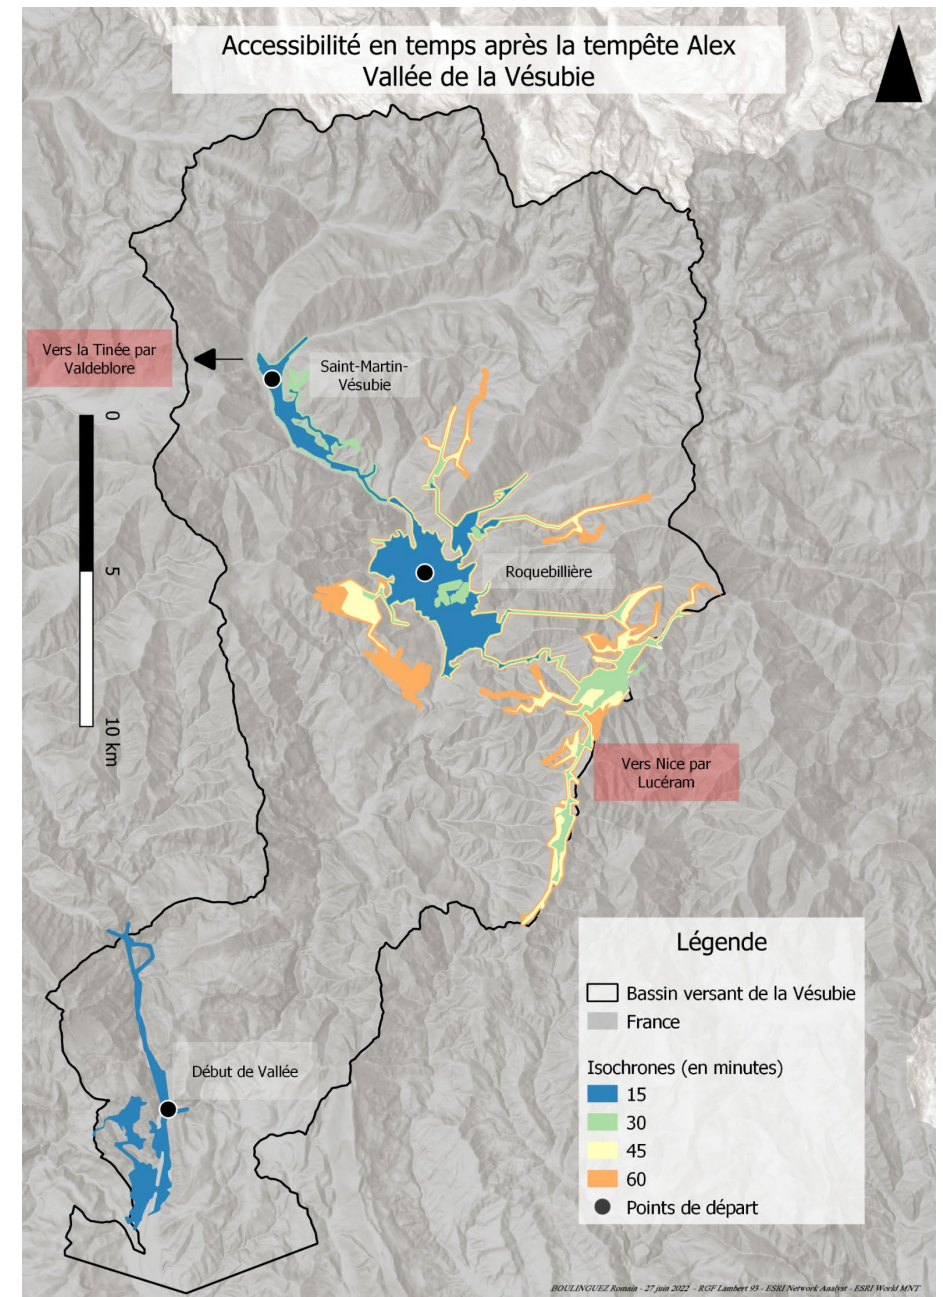 Accessibilité en temps après la tempête Alex
Vallée de la Vésubie
Vers la Tinée par
Valdeblore
Saint-Martin-
Vésubie
0
5
10 km
Roquebillière
Vers Nice par
Lucéram
Début de Vallée
Légende
Bassin versant de la Vésubie
France
Isochrones (en minutes)
15
30
45
60
Points de départ
BOULINGUEZ Romain - 27 juin 2022 - RGF Lambert 93 - ESRI Network Analyst - ESRI World MNT